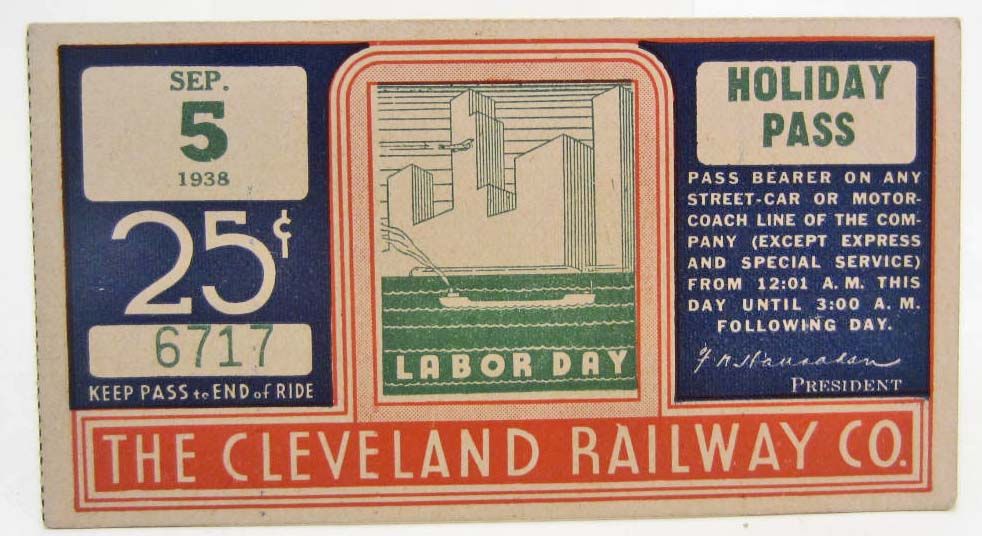 SEP.
5
1938
25¢
6717
KEEP PASS to END of RIDE
LABOR DAY
HOLIDAY
PASS
PASS BEARER ON ANY
STREET-CAR OR MOTOR-
COACH LINE OF THE COM-
PANY (EXCEPT EXPRESS
AND SPECIAL SERVICE)
FROM 12:01 A. M. THIS
DAY UNTIL 3:00 A. M.
FOLLOWING DAY.
PRESIDENT
THE CLEVELAND RAILWAY CO.